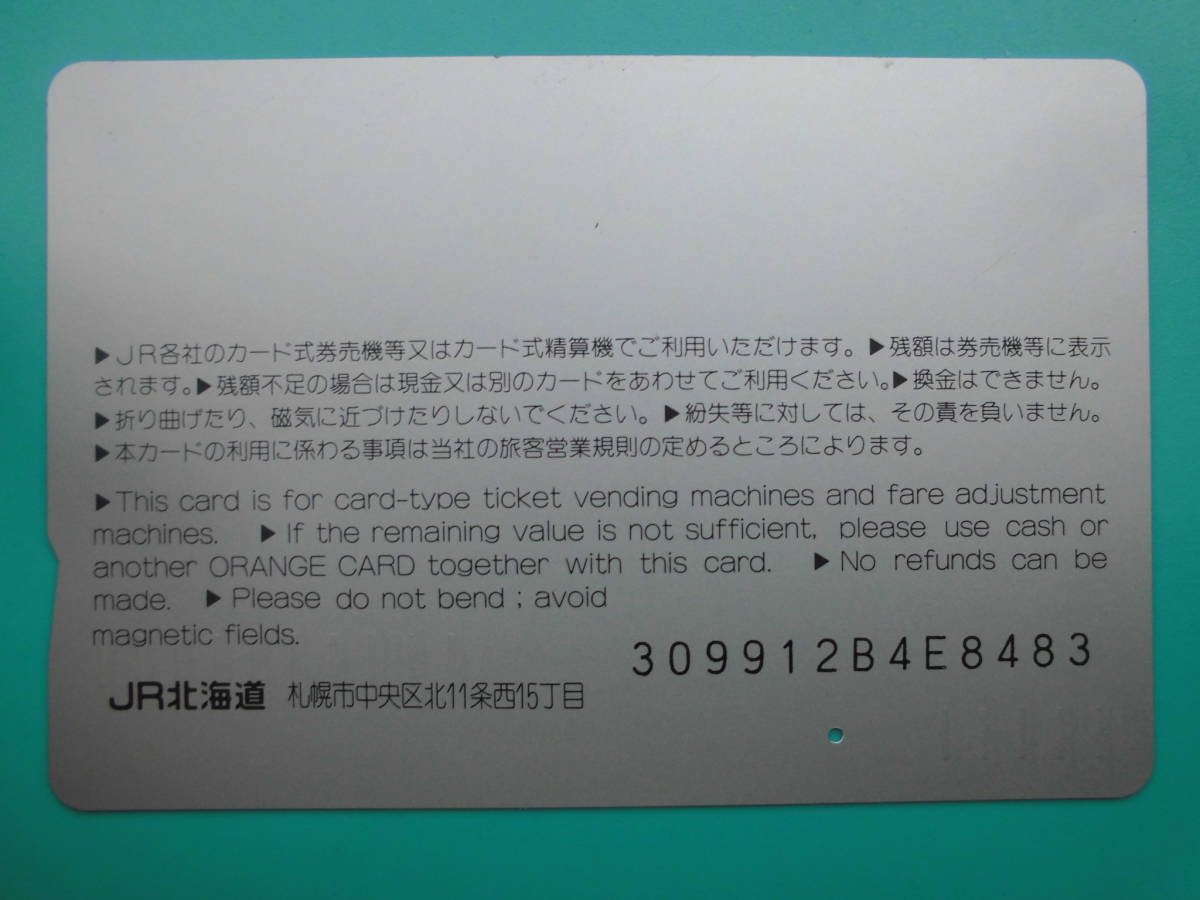 ▶ＪＲ各社のカード式券売機等又はカード式精算機でご利用いただけます。▶残額は券売機等に表示
されます。▶残額不足の場合は現金又は別のカードをあわせてご利用ください。▶換金はできません。
▶折り曲げたり、磁気に近づけたりしないでください。▶紛失等に対しては、その責を負いません。
▶本カードの利用に係わる事項は当社の旅客営業規則の定めるところによります。
▶This card is for card-type ticket vending machines and fare adjustment
machines. ▶If the remaining value is not sufficient, please use cash or
another ORANGE CARD together with this card. ▶No refunds can be
made. ▶Please do not bend ; avoid
magnetic fields.
309912B4E8483
JR北海道 札幌市中央区北11条西15丁目